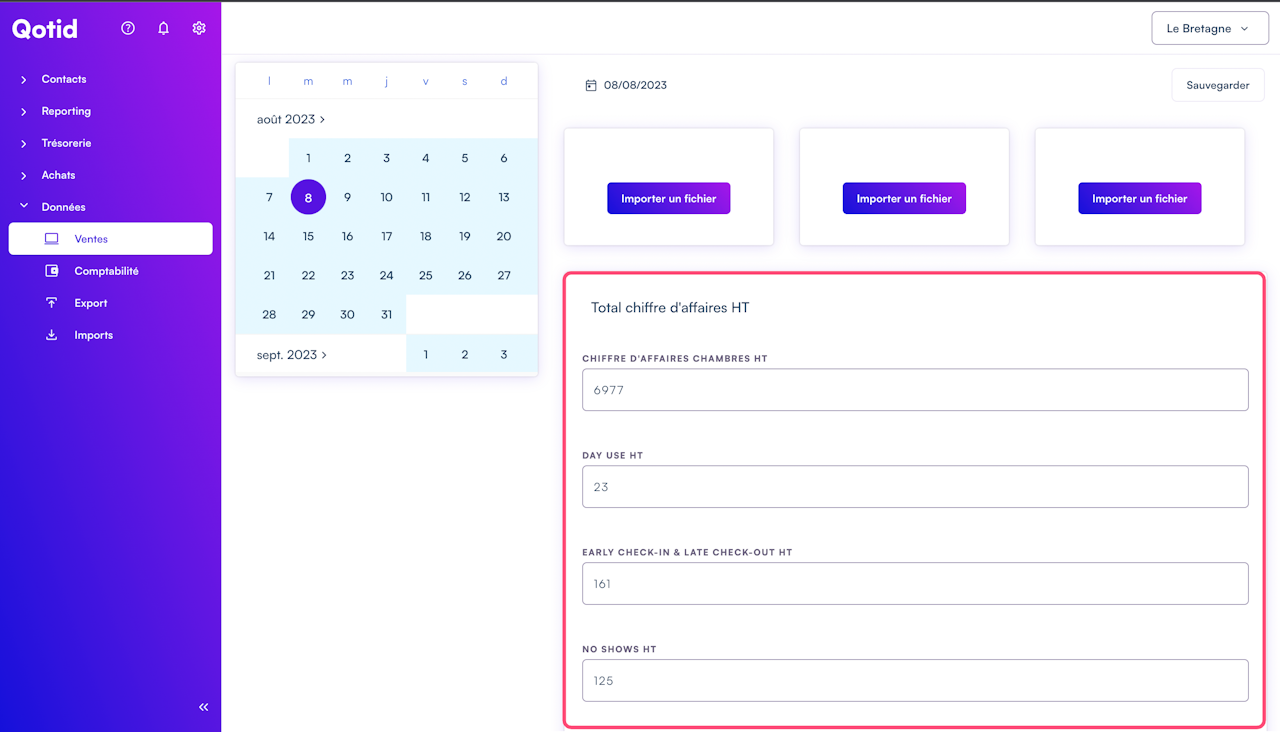 Qotid
Le Bretagne
Contacts
Reporting
Trésorerie
Achats
Données
Ventes
Comptabilité
Export
Imports
l m m j v s d
août 2023
1 2 3 4 5 6
7 8 9 10 11 12 13
14 15 16 17 18 19 20
21 22 23 24 25 26 27
28 29 30 31
sept. 2023 1 2 3
08/08/2023
Sauvegarder
Importer un fichier
Importer un fichier
Importer un fichier
Total chiffre d'affaires HT
CHIFFRE D'AFFAIRES CHAMBRES HT
6977
DAY USE HT
23
EARLY CHECK-IN & LATE CHECK-OUT HT
161
NO SHOWS HT
125